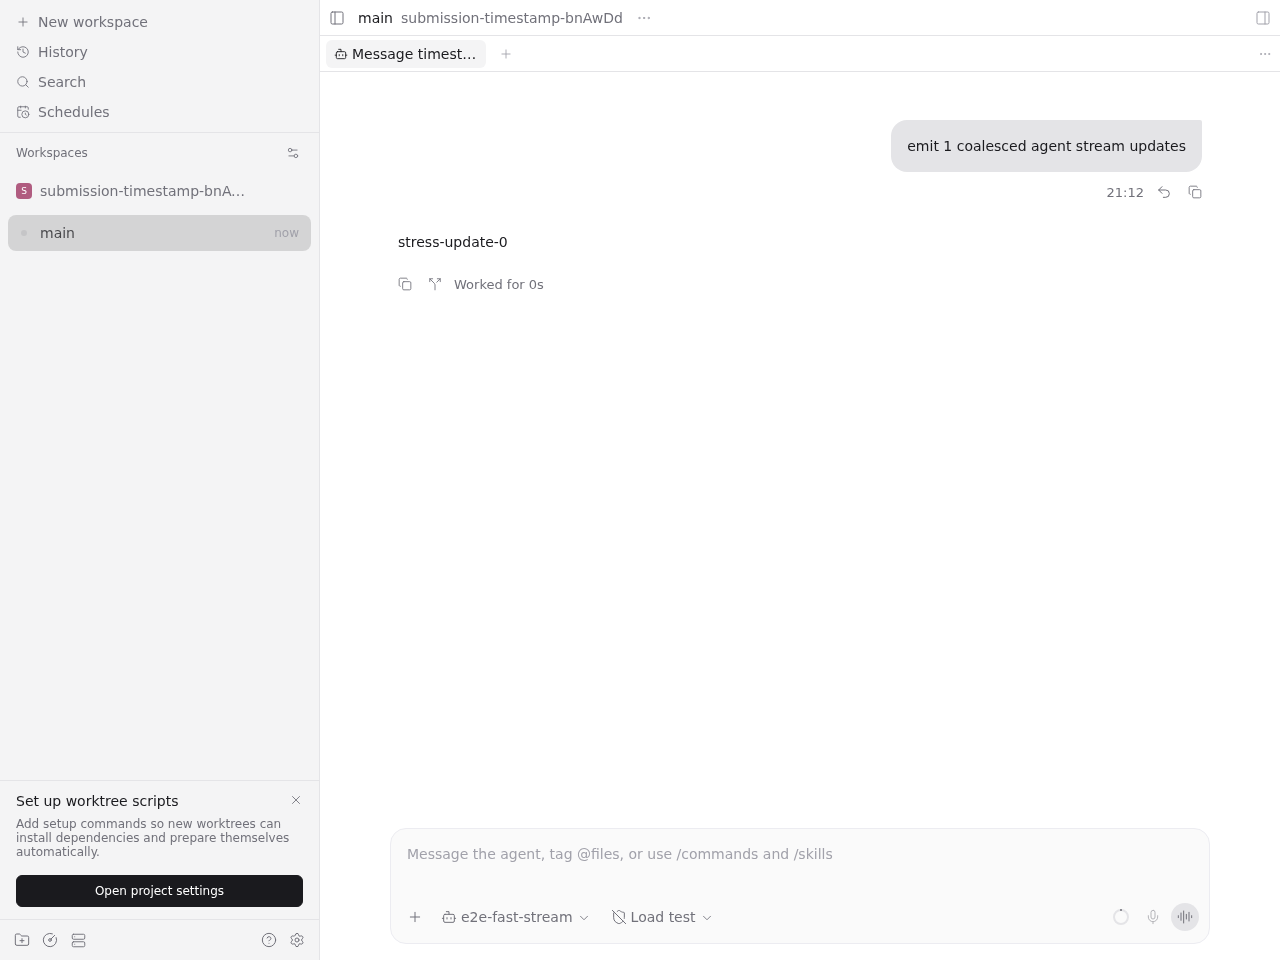 New workspace
History
Search
Schedules
Workspaces
S submission-timestamp-bnA...
main now
Set up worktree scripts
Add setup commands so new worktrees can
install dependencies and prepare themselves
automatically.
Open project settings
main submission-timestamp-bnAwDd
Message timest...
emit 1 coalesced agent stream updates
21:12
stress-update-0
Worked for 0s
Message the agent, tag @files, or use /commands and /skills
e2e-fast-stream Load test